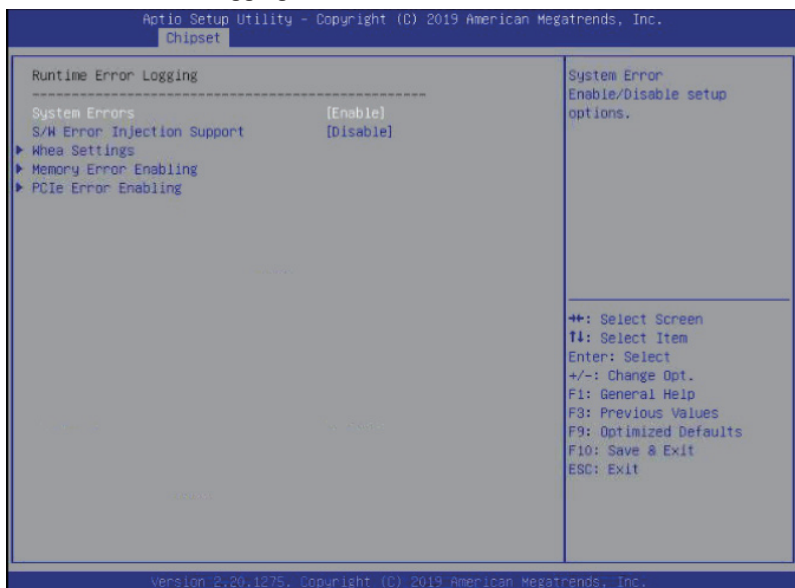 Aptio Setup Utility - Copyright (C) 2019 American Megatrends, Inc.
Chipset
Runtime Error Logging
------------------------------------------------
System Errors [Enable]
S/W Error Injection Support [Disable]
Whea Settings
Memory Error Enabling
PCIe Error Enabling
System Error
Enable/Disable setup
options.
: Select Screen
↑↓: Select Item
Enter: Select
+/-: Change Opt.
F1: General Help
F3: Previous Values
F9: Optimized Defaults
F10: Save & Exit
ESC: Exit
Version 2.20.1275. Copyright (C) 2019 American Megatrends, Inc.